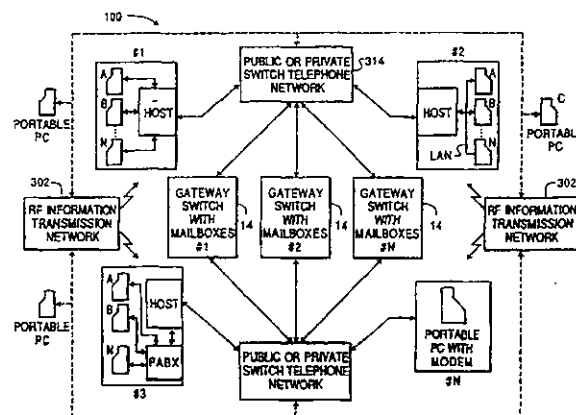 100
#1
A
B
N
HOST
PORTABLE
PC
PUBLIC OR PRIVATE
SWITCH TELEPHONE
NETWORK
314
#2
HOST
A
B
N
LAN
C
PORTABLE
PC
302
RF INFORMATION
TRANSMISSION
NETWORK
GATEWAY
SWITCH
WITH
MAILBOXES
#1
14
GATEWAY
SWITCH
WITH
MAILBOXES
#2
14
GATEWAY
SWITCH
WITH
MAILBOXES
#N
14
302
RF INFORMATION
TRANSMISSION
NETWORK
PORTABLE
PC
A
B
N
HOST
PABX
#3
PUBLIC OR PRIVATE
SWITCH TELEPHONE
NETWORK
PORTABLE
PC WITH
MODEM
#N